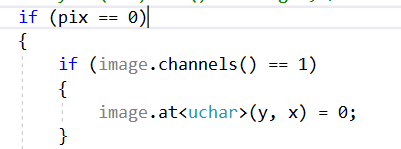 if (pix == 0)
{
if (image.channels() == 1)
{
image.at<uchar>(y, x) = 0;
}